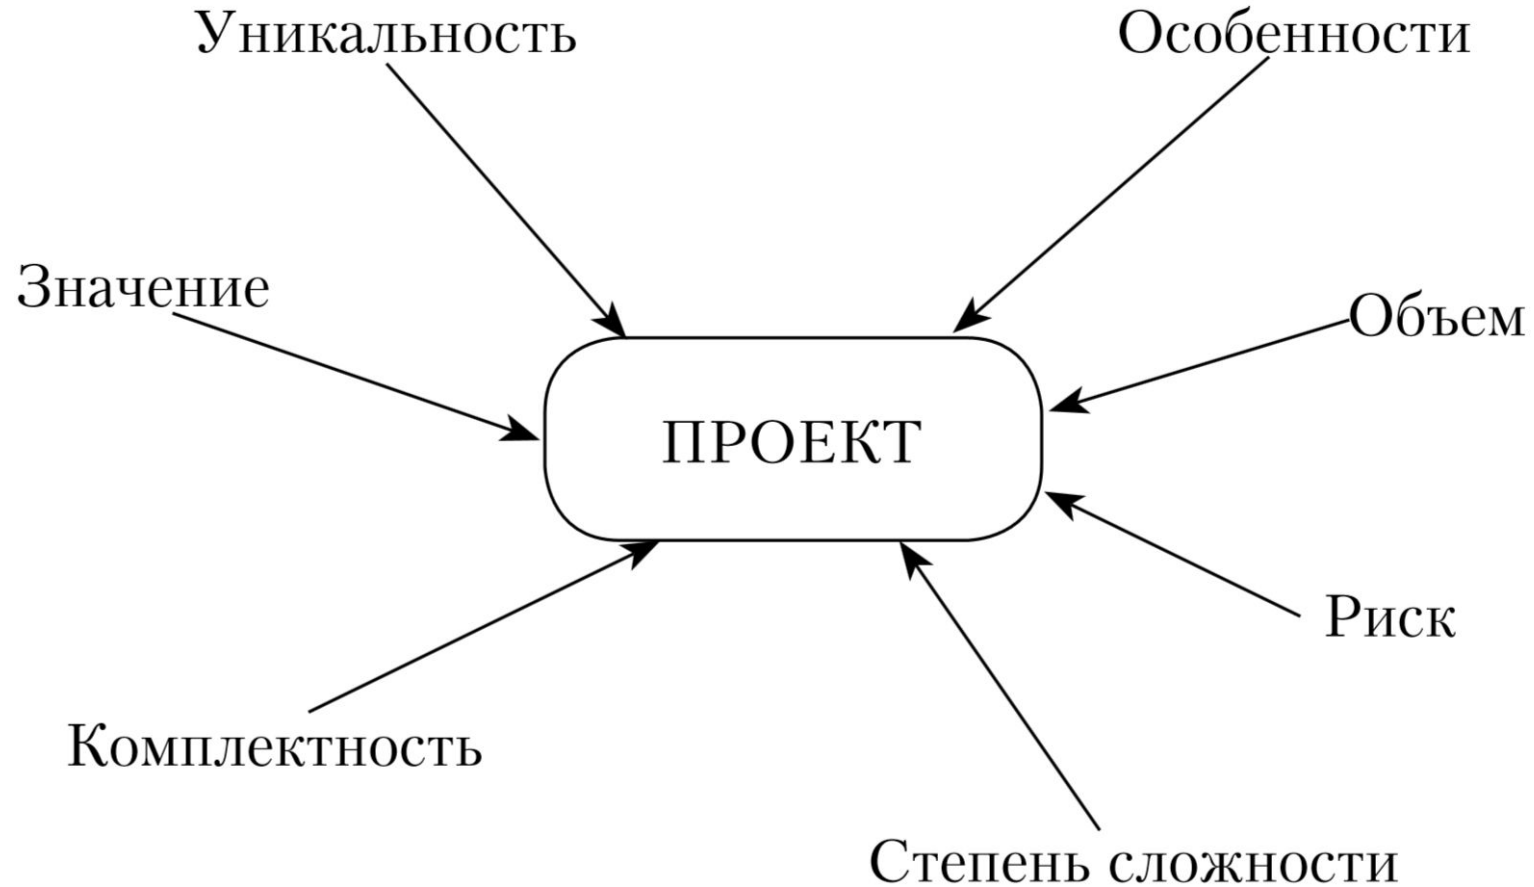 Уникальность
Особенности
Значение
Объем
ПРОЕКТ
Риск
Комплектность
Степень сложности